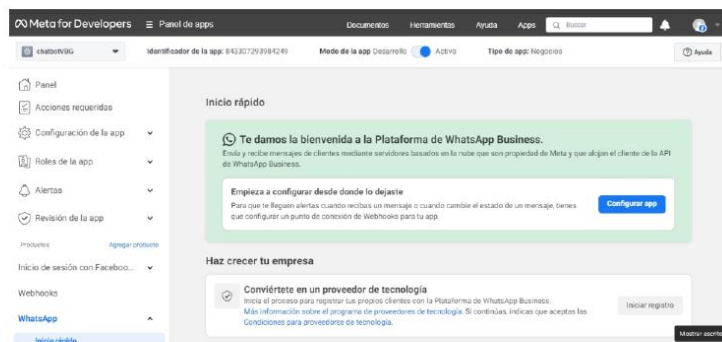 Meta for Developers
Panel de apps
Documentos
Herramientas
Ayuda
Apps
Buscar
chatbotVBG
Identificador de la app: 843307293984249
Modo de la app Desarrollo
Activo
Tipo de app: Negocios
Ayuda
Panel
Acciones requeridas
Configuración de la app
Roles de la app
Alertas
Revisión de la app
Productos
Agregar producto
Inicio de sesión con Faceboo...
Webhooks
WhatsApp
Inicio rápido
Inicio rápido
Te damos la bienvenida a la Plataforma de WhatsApp Business.
Envía y recibe mensajes de clientes mediante servidores basados en la nube que son propiedad de Meta y que alojan el cliente de la API
de WhatsApp Business.
Empieza a configurar desde donde lo dejaste
Para que te lleguen alertas cuando recibas un mensaje o cuando cambie el estado de un mensaje, tienes
que configurar un punto de conexión de Webhooks para tu app.
Configurar app
Haz crecer tu empresa
Conviértete en un proveedor de tecnología
Inicia el proceso para registrar tus propios clientes con la Plataforma de WhatsApp Business.
Más información sobre el programa de proveedores de tecnología. Si continúas, indicas que aceptas las
Condiciones para proveedores de tecnología.
Iniciar registro
Mostrar escrito